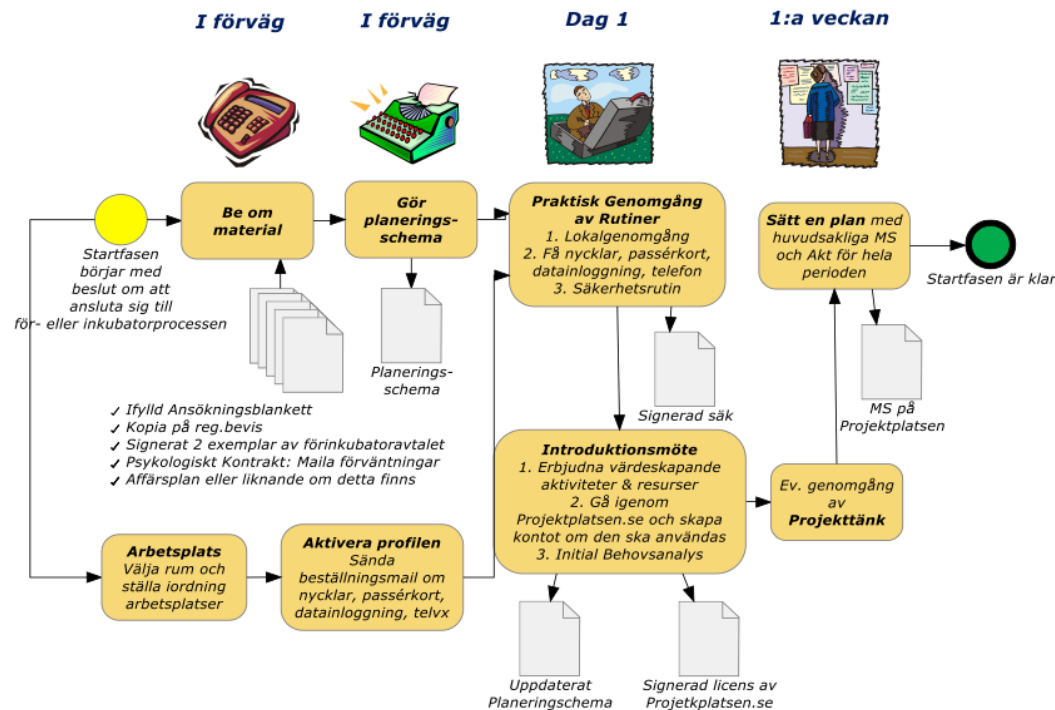 I förväg
I förväg
Dag 1
1:a veckan
Startfasen
börjar med
beslut om att
ansluta sig till
för- eller inkubatorprocessen
Be om
material
Gör
planerings-
schema
Praktisk Genomgång
av Rutiner
1. Lokalgenomgång
2. Få nycklar, passérkort,
datainloggning, telefon
3. Säkerhetsrutin
Sätt en plan med
huvudsakliga MS
och Akt för hela
perioden
Startfasen är klar
Planerings-
schema
Signerad säk
MS på
Projektplatsen
✓ Ifylld Ansökningsblankett
✓ Kopia på reg.bevis
✓ Signerat 2 exemplar av förinkubatoravtalet
✓ Psykologiskt Kontrakt: Maila förväntningar
✓ Affärsplan eller liknande om detta finns
Introduktionsmöte
1. Erbjudna värdeskapande
aktiviteter & resurser
2. Gå igenom
Projektplatsen.se och skapa
kontot om den ska användas
3. Initial Behovsanalys
Ev. genomgång
av
Projekttänk
Arbetsplats
Välja rum och
ställa iordning
arbetsplatser
Aktivera profilen
Sända
beställningsmail om
nycklar, passérkort,
datainloggning, telvx
Uppdaterat
Planeringschema
Signerad licens av
Projetkplatsen.se